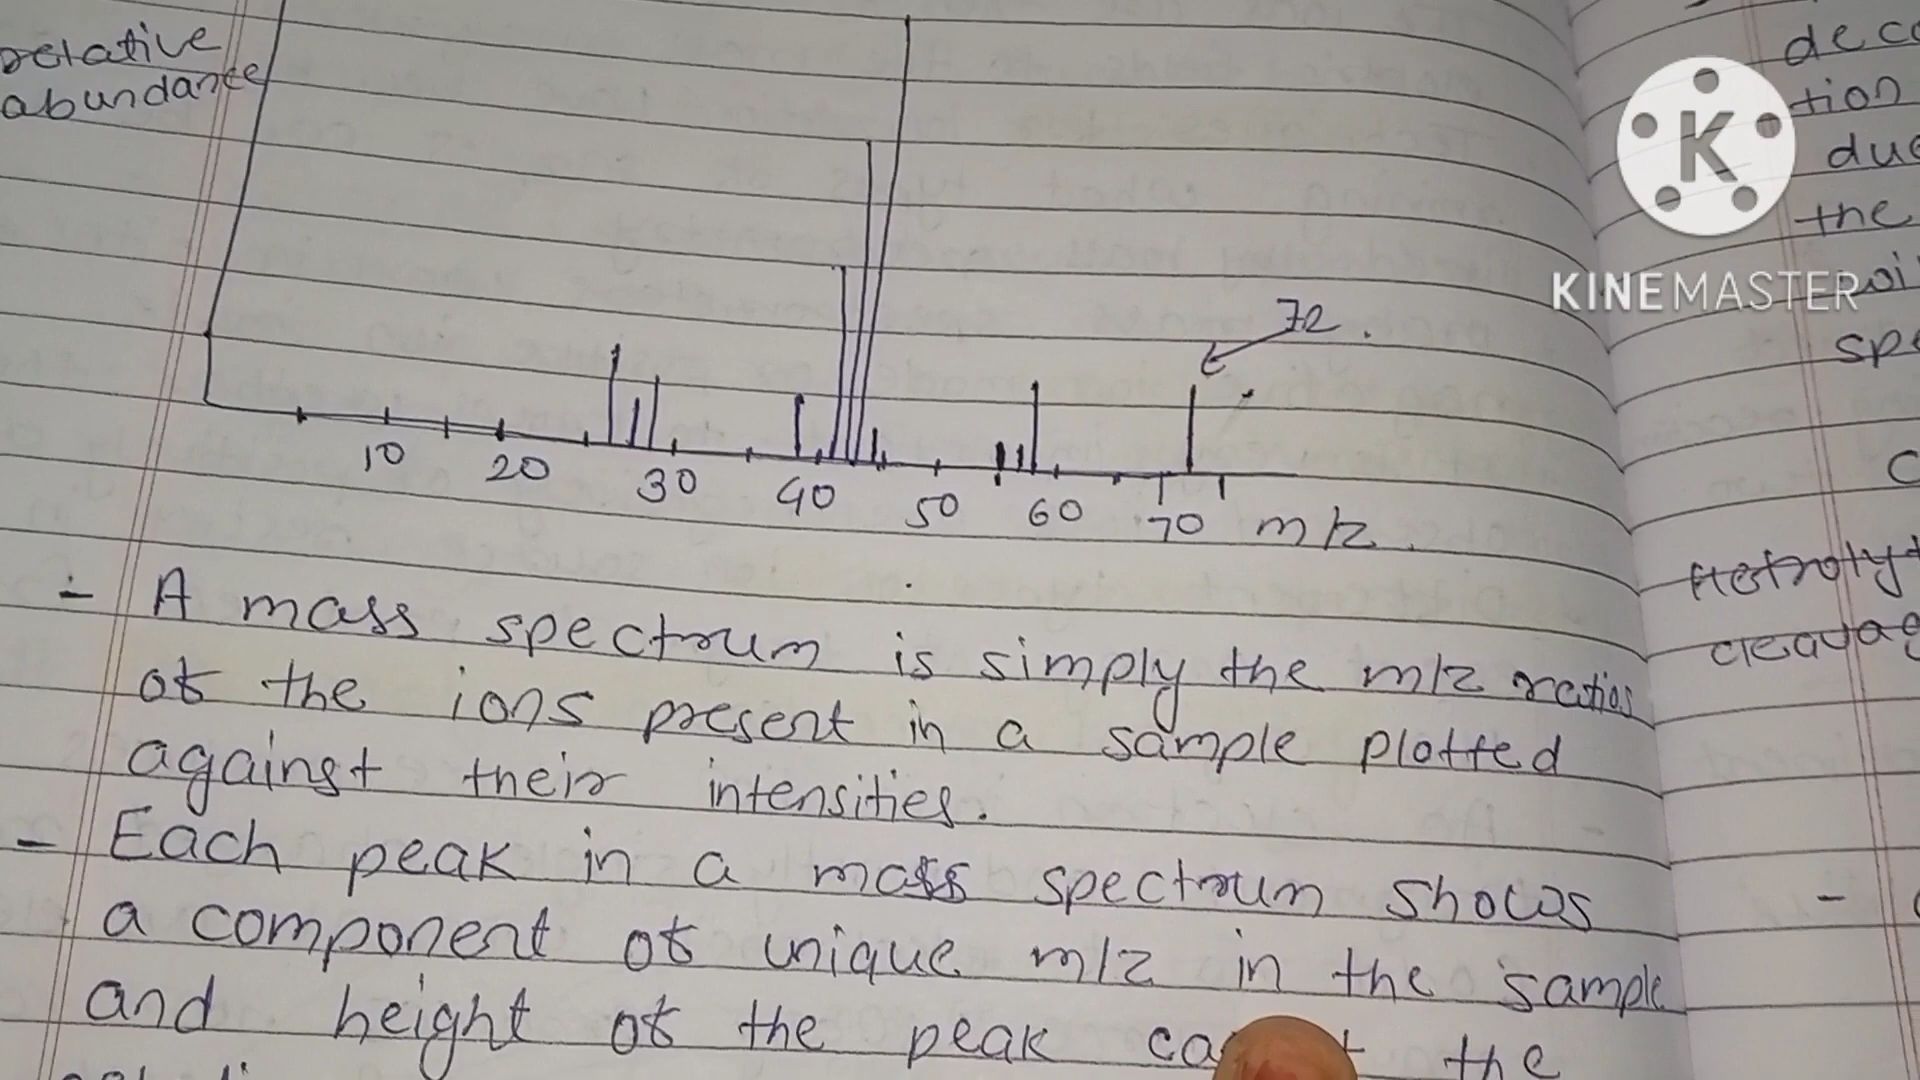 relative
abundance
72.
10 20 30 40 50 60 70 m/z.
- A mass spectrum is simply the m/z ratios
of the ions present in a sample plotted
against their intensities.
- Each peak in a mass spectrum shows
a component of unique m/z in the sample
and height of the peak the
KINEMASTER
tion
the